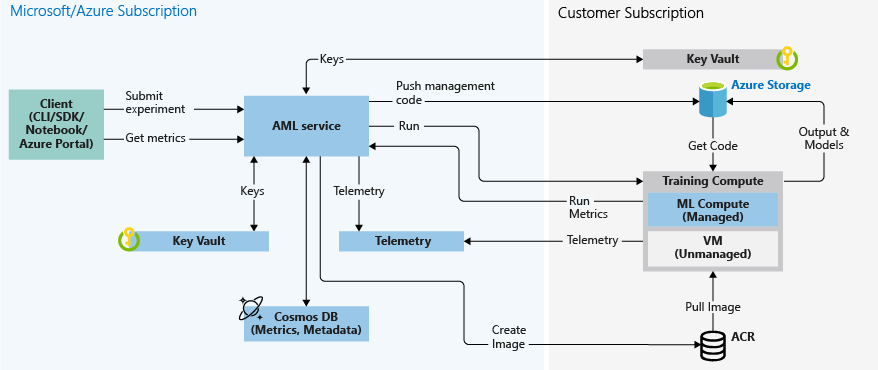 Microsoft/Azure Subscription
Customer Subscription
Keys
Key Vault
Client
(CLI/SDK/
Notebook/
Azure Portal)
Submit
experiment
Get metrics
AML service
Push management
code
Azure Storage
Run
Get Code
Output &
Models
Training Compute
ML Compute
(Managed)
VM
(Unmanaged)
Keys
Telemetry
Run
Metrics
Key Vault
Telemetry
Telemetry
Cosmos DB
(Metrics, Metadata)
Create
Image
Pull Image
ACR